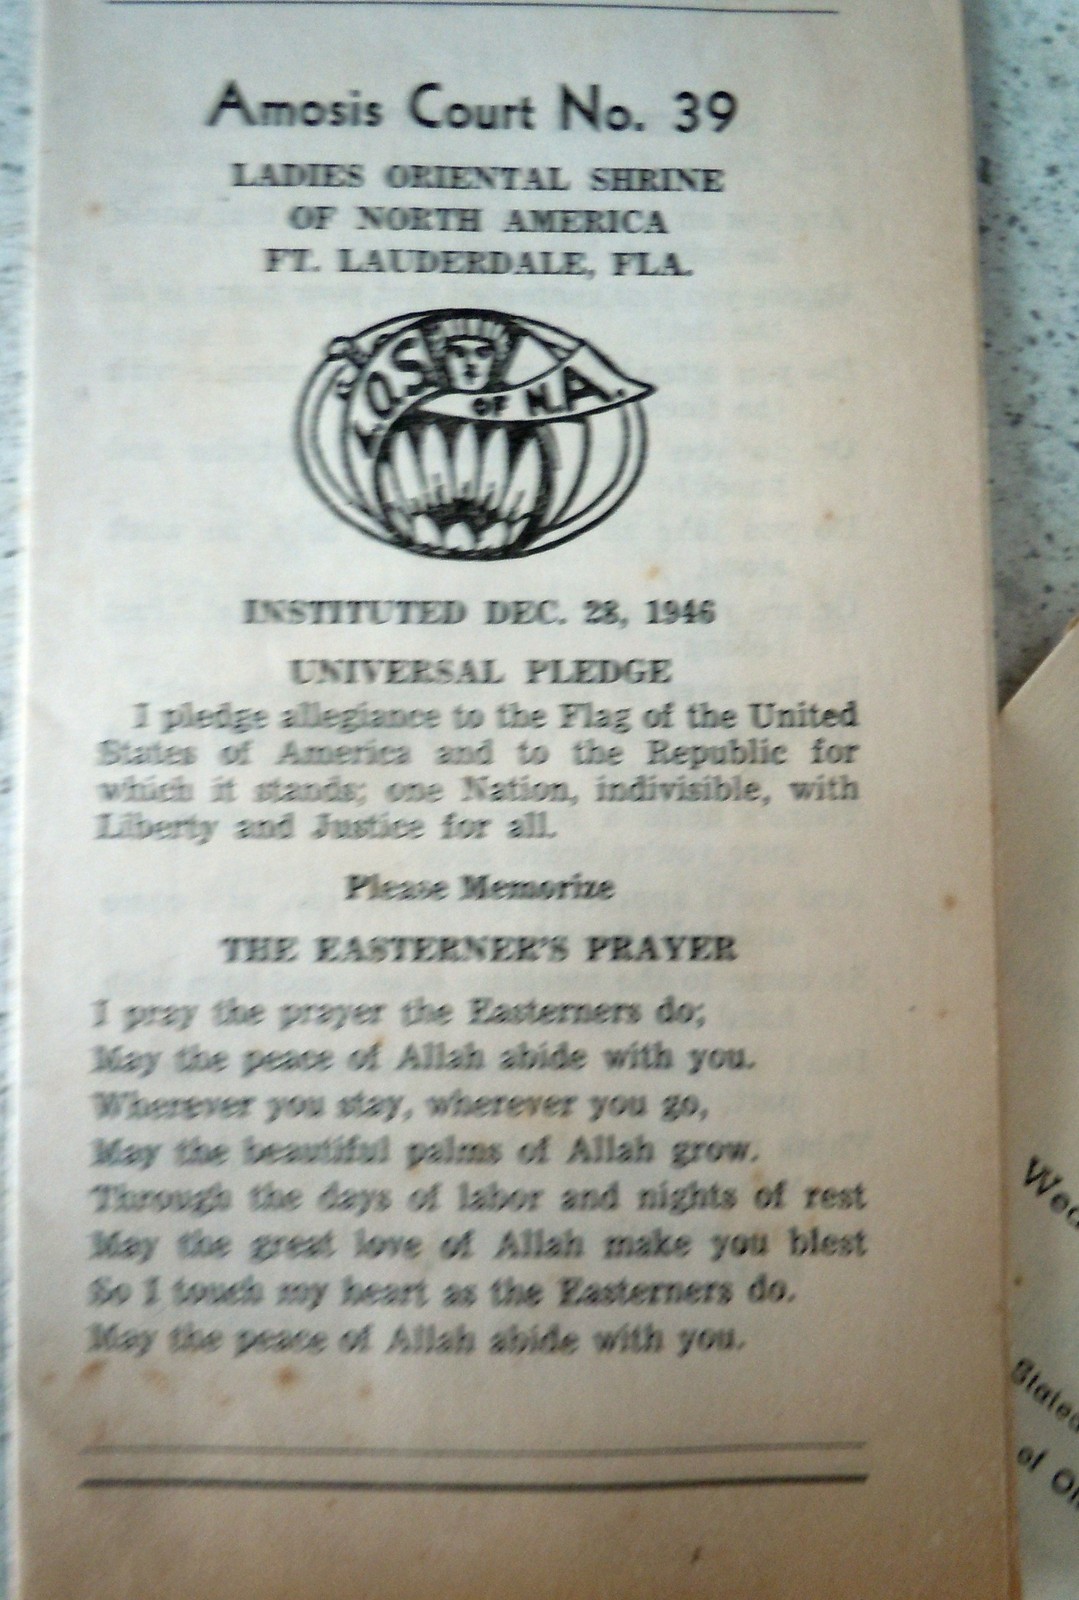 Amosis Court No. 39
LADIES ORIENTAL SHRINE
OF NORTH AMERICA
FT. LAUDERDALE, FLA.
L.O.S.
OF N.A.
INSTITUTED DEC. 28, 1946
UNIVERSAL PLEDGE
I pledge allegiance to the Flag of the United
States of America and to the Republic for
which it stands; one Nation, indivisible, with
Liberty and Justice for all.
Please Memorize
THE EASTERNER'S PRAYER
I pray the prayer the Easterners do;
May the peace of Allah abide with you.
Wherever you stay, wherever you go,
May the beautiful palms of Allah grow.
Through the days of labor and nights of rest
May the great love of Allah make you blest
So I touch my heart as the Easterners do.
May the peace of Allah abide with you.
Stated
of